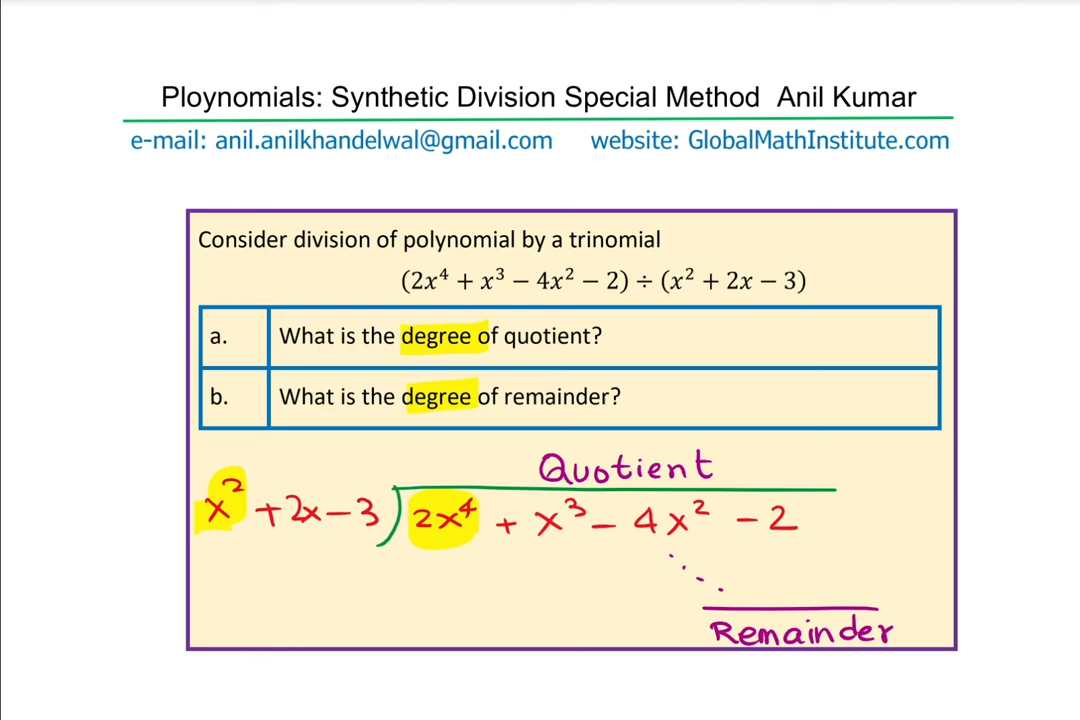 Ploynomials: Synthetic Division Special Method  Anil Kumar
e-mail: anil.anilkhandelwal@gmail.com   website: GlobalMathInstitute.com
Consider division of polynomial by a trinomial
(2x⁴ + x³ − 4x² − 2) ÷ (x² + 2x − 3)
a. What is the degree of quotient?
b. What is the degree of remainder?
Quotient
x² + 2x − 3 ) 2x⁴ + x³ − 4x² − 2
Remainder